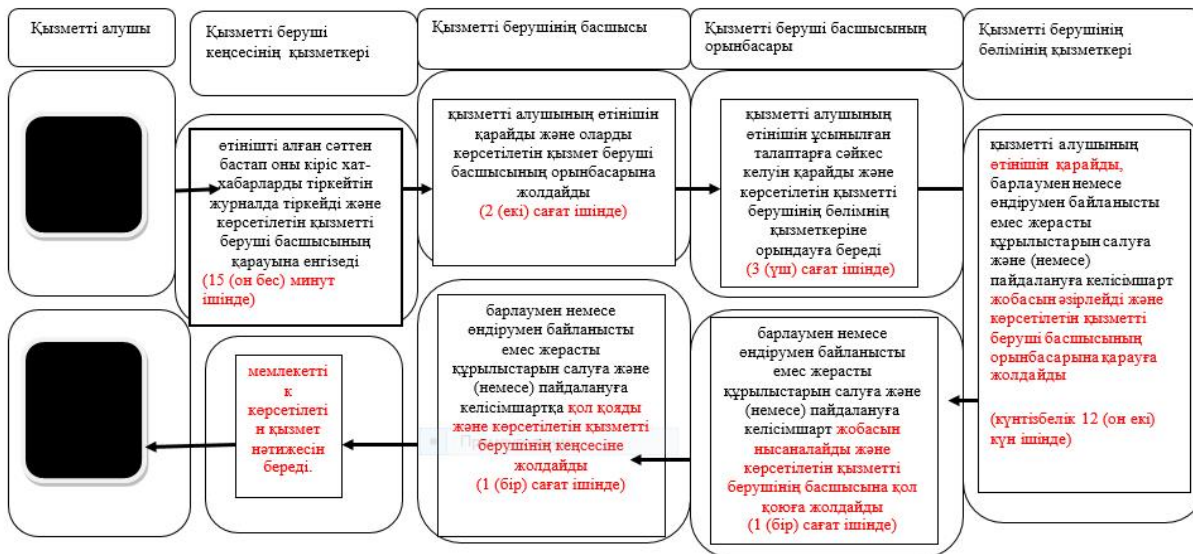 Қызметті алушы
Қызметті беруші
кеңсесінің қызметкері
Қызметті берушінің басшысы
Қызметті беруші басшысының
орынбасары
Қызметті берушінің
бөлімінің қызметкері
өтінішті алған сәттен
бастап оны кіріс хат-
хабарларды тіркейтін
журналда тіркейді және
көрсетілетін қызметті
беруші басшысының
қарауына енгізеді
(15 (он бес) минут
ішінде)
қызметті алушының өтінішін
қарайды және оларды
көрсетілетін қызмет беруші
басшысының орынбасарына
жолдайды
(2 (екі) сағат ішінде)
қызметті алушының
өтінішін ұсынылған
талаптарға сәйкес
келуін қарайды және
көрсетілетін қызметті
берушінің бөлімнің
қызметкеріне
орындауға береді
(3 (үш) сағат ішінде)
қызметті алушының
өтінішін қарайды,
барлаумен немесе
өндірумен байланысты
емес жерасты
құрылыстарын салуға
және (немесе)
пайдалануға келісімшарт
жобасын әзірлейді және
көрсетілетін қызметті
беруші басшысының
орынбасарына қарауға
жолдайды
(күнтізбелік 12 (он екі)
күн ішінде)
мемлекетті
к
көрсетілеті
н қызмет
нәтижесін
береді.
барлаумен немесе
өндірумен байланысты
емес жерасты
құрылыстарын салуға және
(немесе) пайдалануға
келісімшартқа қол қояды
және көрсетілетін қызметті
берушінің кеңсесіне
жолдайды
(1 (бір) сағат ішінде)
барлаумен немесе
өндірумен байланысты
емес жерасты
құрылыстарын салуға және
(немесе) пайдалануға
келісімшарт жобасын
нысаналайды және
көрсетілетін қызметті
берушінің басшысына қол
қоюға жолдайды
(1 (бір) сағат ішінде)